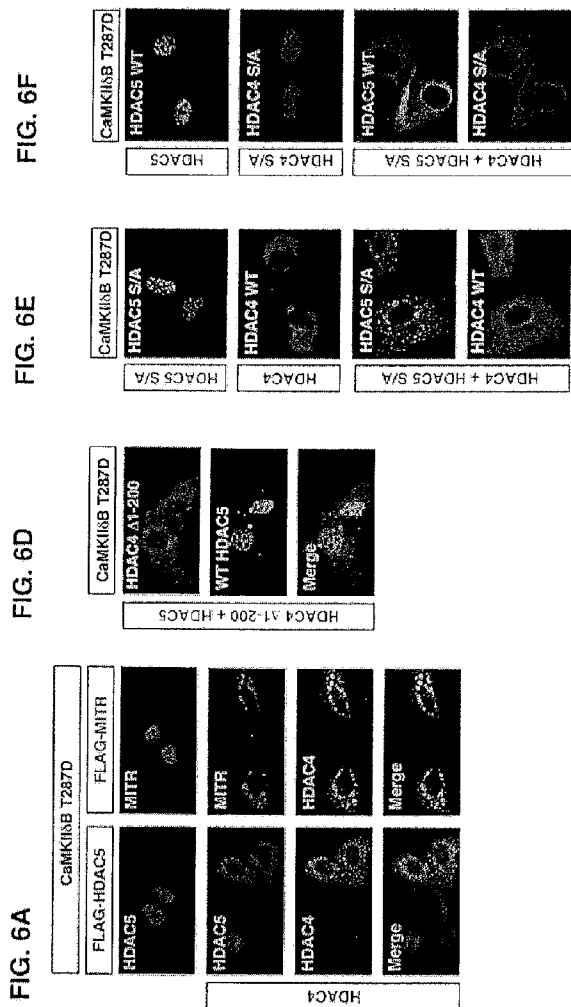 FIG. 6A
CaMKIIδB T287D
FLAG-HDAC5
FLAG-MITR
HDAC5
MITR
HDAC4
HDAC5
MITR
HDAC4
HDAC4
Merge
Merge
FIG. 6D
CaMKIIδB T287D
HDAC4 Δ1-200 + HDAC5
HDAC4 Δ1-200
WT HDAC5
Merge
FIG. 6E
CaMKIIδB T287D
HDAC5 S/A
HDAC5 S/A
HDAC4
HDAC4 WT
HDAC4 + HDAC5 S/A
HDAC5 S/A
HDAC4 WT
FIG. 6F
CaMKIIδB T287D
HDAC5
HDAC5 WT
HDAC4 S/A
HDAC4 S/A
HDAC4 + HDAC5 S/A
HDAC5 WT
HDAC4 S/A